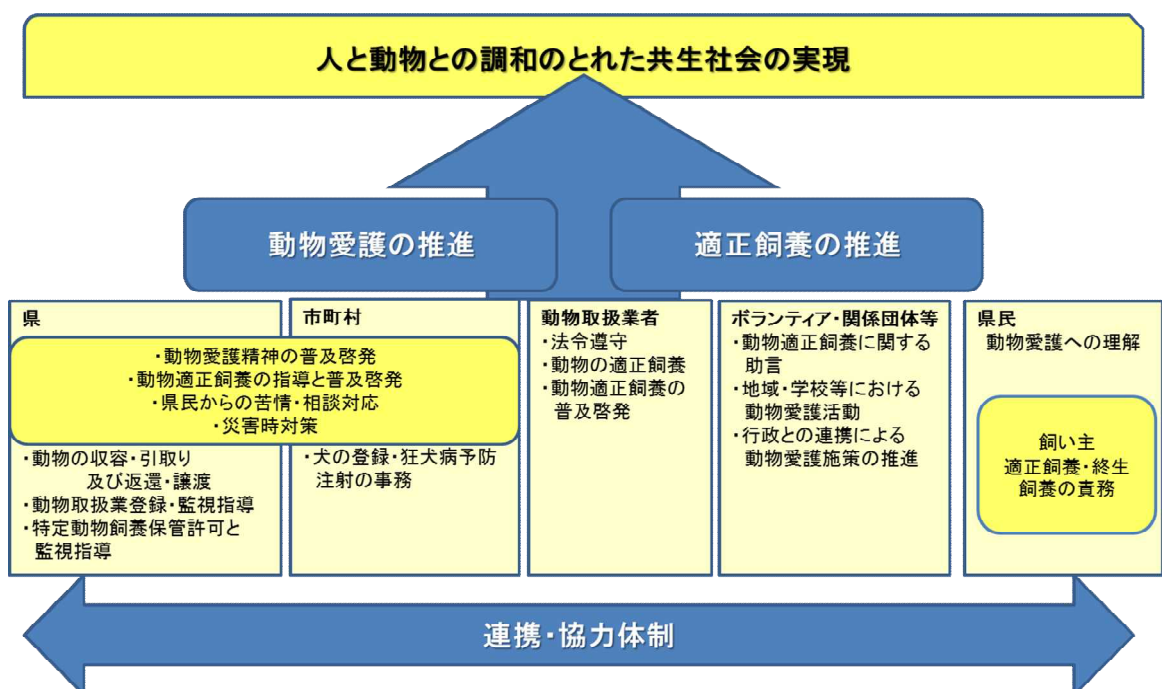 人と動物との調和のとれた共生社会の実現
動物愛護の推進
適正飼養の推進
県
市町村
・動物愛護精神の普及啓発
・動物適正飼養の指導と普及啓発
・県民からの苦情・相談対応
・災害時対策
・動物の収容・引取り
及び返還・譲渡
・動物取扱業登録・監視指導
・特定動物飼養保管許可と
監視指導
・犬の登録・狂犬病予防
注射の事務
動物取扱業者
・法令遵守
・動物の適正飼養
・動物適正飼養の
普及啓発
ボランティア・関係団体等
・動物適正飼養に関する
助言
・地域・学校等における
動物愛護活動
・行政との連携による
動物愛護施策の推進
県民
動物愛護への理解
飼い主
適正飼養・終生
飼養の責務
連携・協力体制